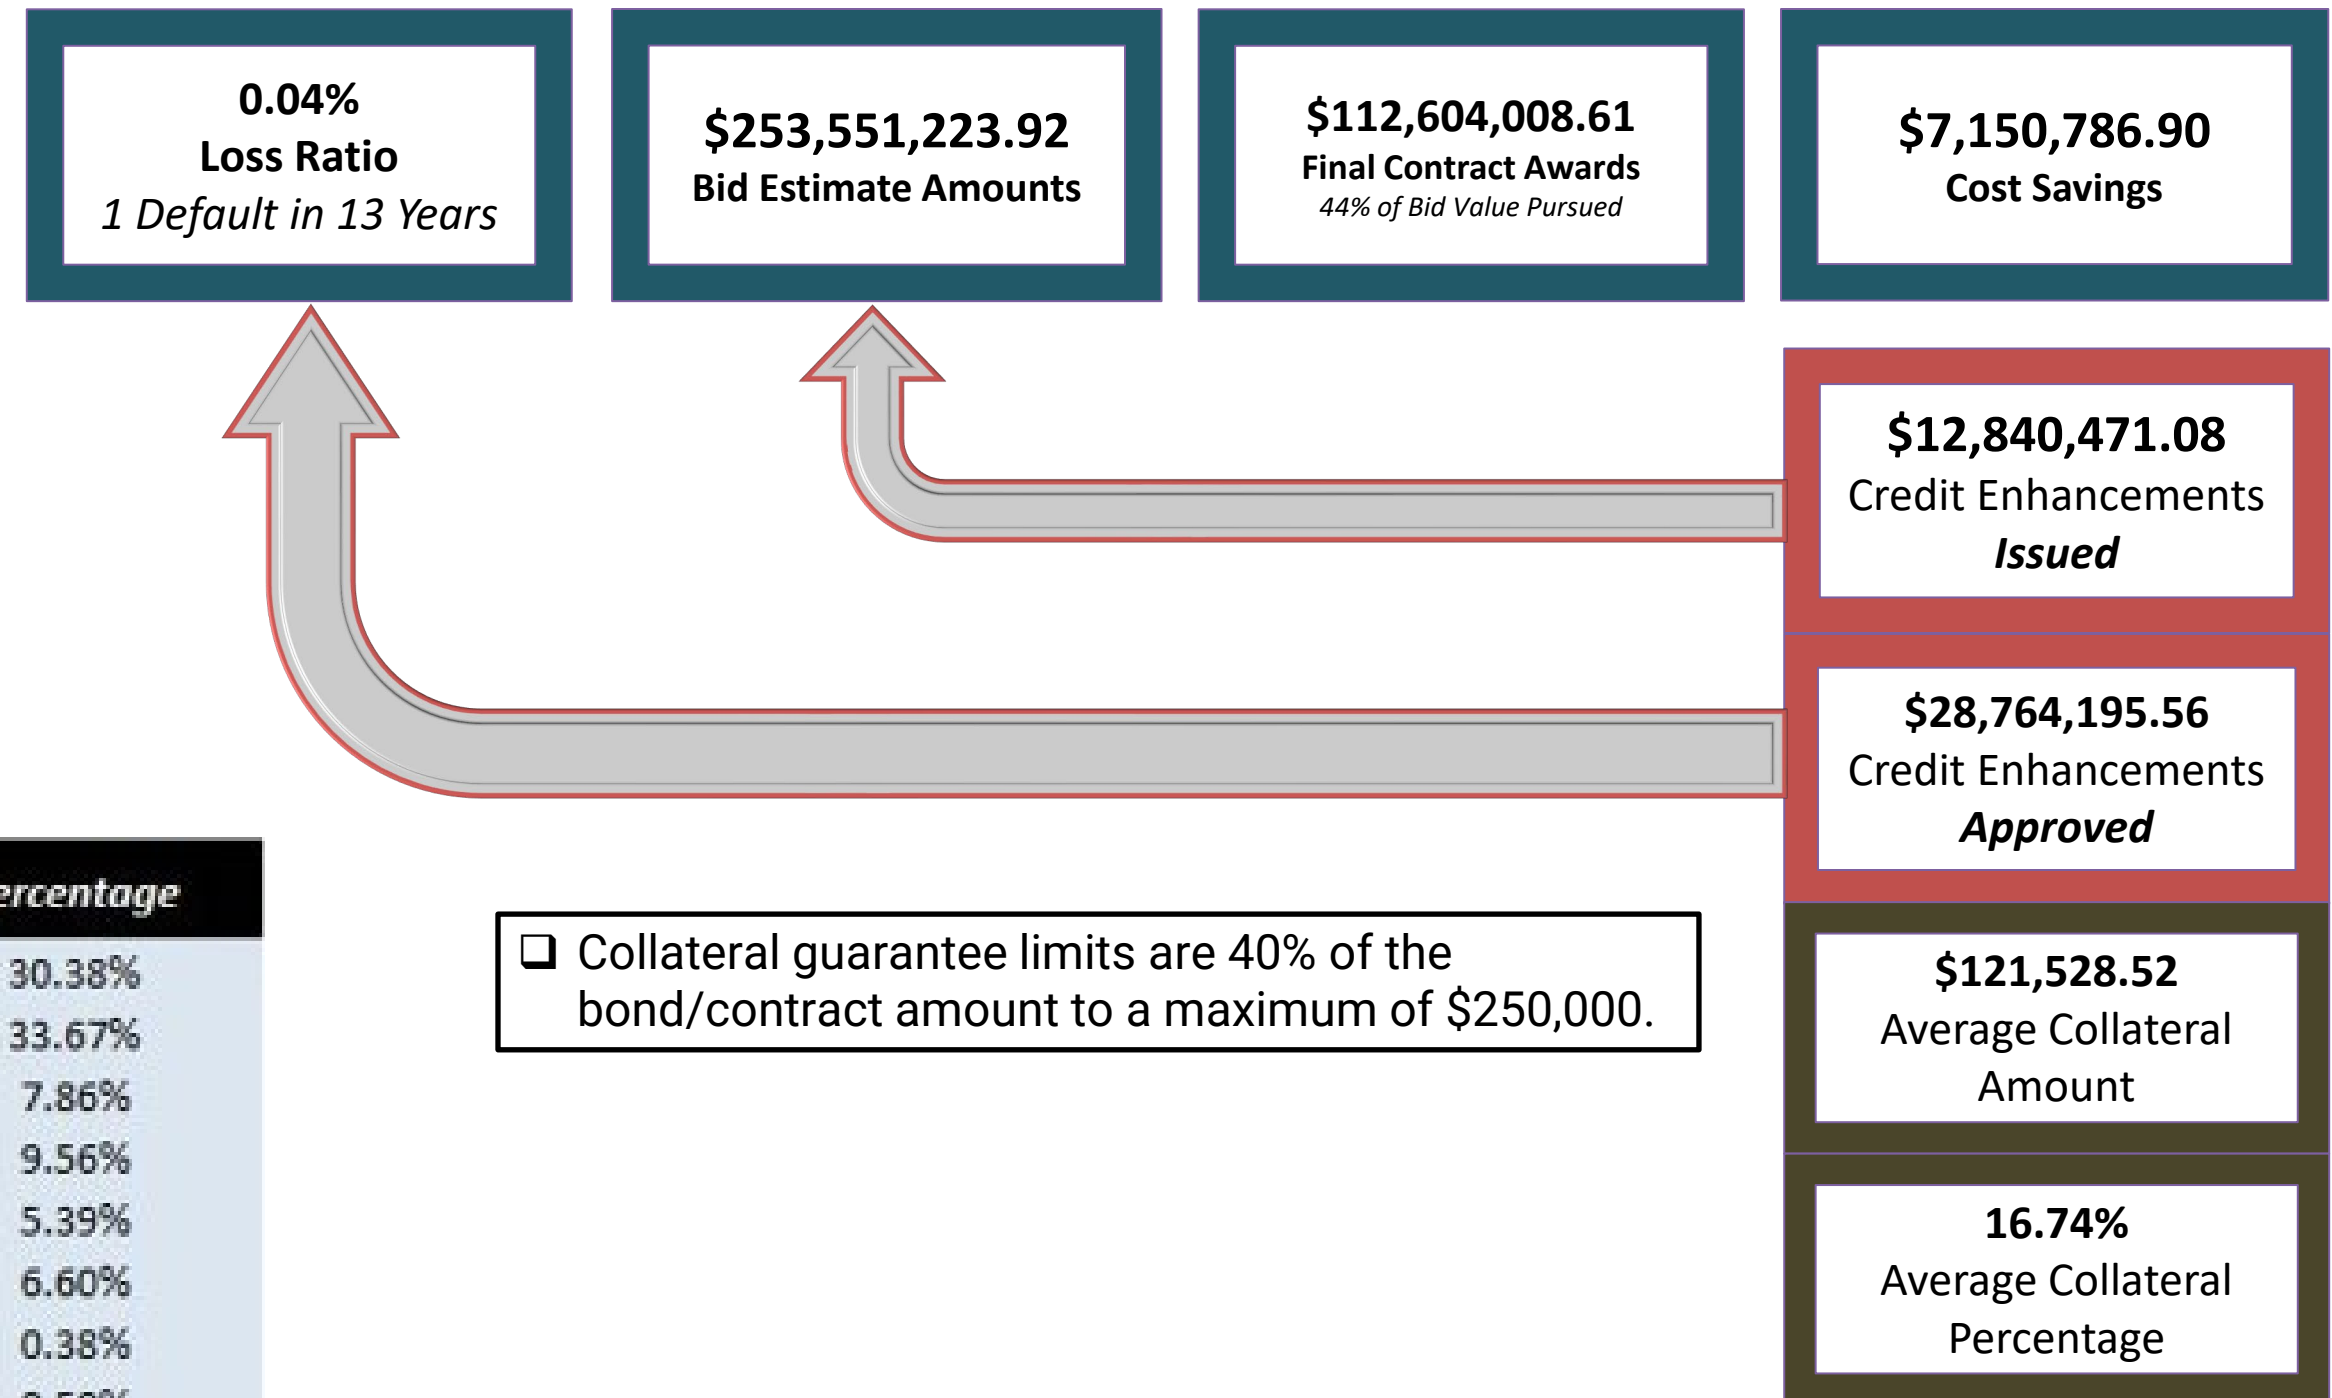 0.04%
Loss Ratio
1 Default in 13 Years
$253,551,223.92
Bid Estimate Amounts
$112,604,008.61
Final Contract Awards
44% of Bid Value Pursued
$7,150,786.90
Cost Savings
$12,840,471.08
Credit Enhancements
Issued
$28,764,195.56
Credit Enhancements
Approved
$121,528.52
Average Collateral
Amount
16.74%
Average Collateral
Percentage
❑ Collateral guarantee limits are 40% of the
bond/contract amount to a maximum of $250,000.
ercentage
30.38%
33.67%
7.86%
9.56%
5.39%
6.60%
0.38%